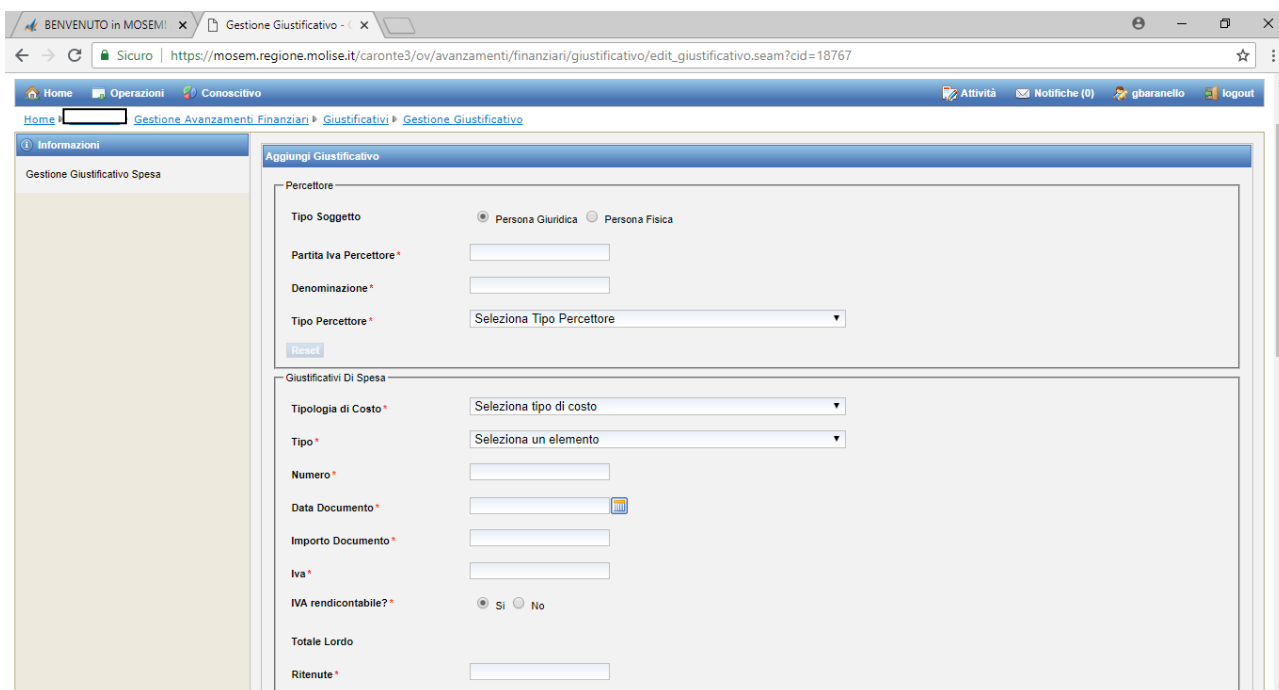 BENVENUTO in MOSEM!
Gestione Giustificativo -
Sicuro | https://mosem.regione.molise.it/caronte3/ov/avanzamenti/finanziari/giustificativo/edit_giustificativo.seam?cid=18767
Home Operazioni Conoscitivo Attività Notifiche (0) gbaranello logout
Home Gestione Avanzamenti Finanziari Giustificativi Gestione Giustificativo
Informazioni
Gestione Giustificativo Spesa
Aggiungi Giustificativo
Percettore
Tipo Soggetto Persona Giuridica Persona Fisica
Partita Iva Percettore*
Denominazione*
Tipo Percettore* Seleziona Tipo Percettore
Reset
Giustificativi Di Spesa
Tipologia di Costo* Seleziona tipo di costo
Tipo* Seleziona un elemento
Numero*
Data Documento*
Importo Documento*
Iva*
IVA rendicontabile?* Si No
Totale Lordo
Ritenute*